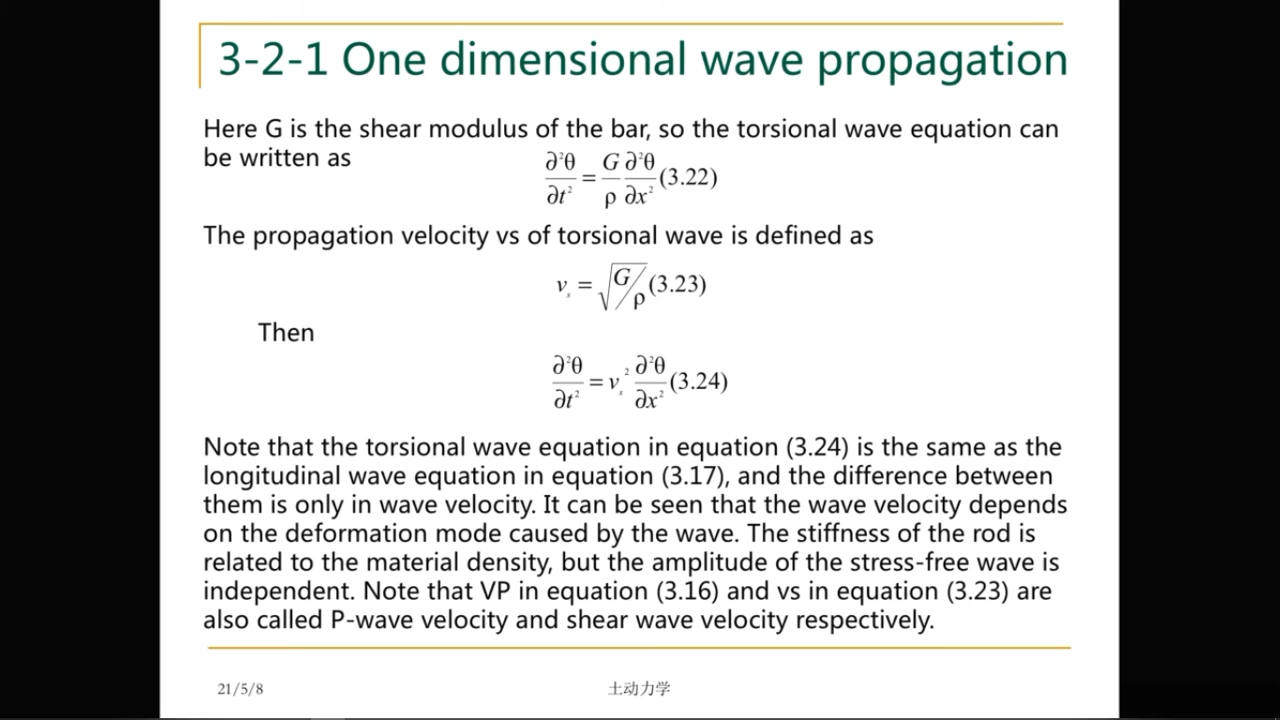 3-2-1 One dimensional wave propagation
Here G is the shear modulus of the bar, so the torsional wave equation can
be written as
∂²θ/∂t² = G/ρ ∂²θ/∂x² (3.22)
The propagation velocity vs of torsional wave is defined as
vₛ = √(G/ρ) (3.23)
Then
∂²θ/∂t² = vₛ² ∂²θ/∂x² (3.24)
Note that the torsional wave equation in equation (3.24) is the same as the
longitudinal wave equation in equation (3.17), and the difference between
them is only in wave velocity. It can be seen that the wave velocity depends
on the deformation mode caused by the wave. The stiffness of the rod is
related to the material density, but the amplitude of the stress-free wave is
independent. Note that VP in equation (3.16) and vs in equation (3.23) are
also called P-wave velocity and shear wave velocity respectively.
21/5/8
土动力学